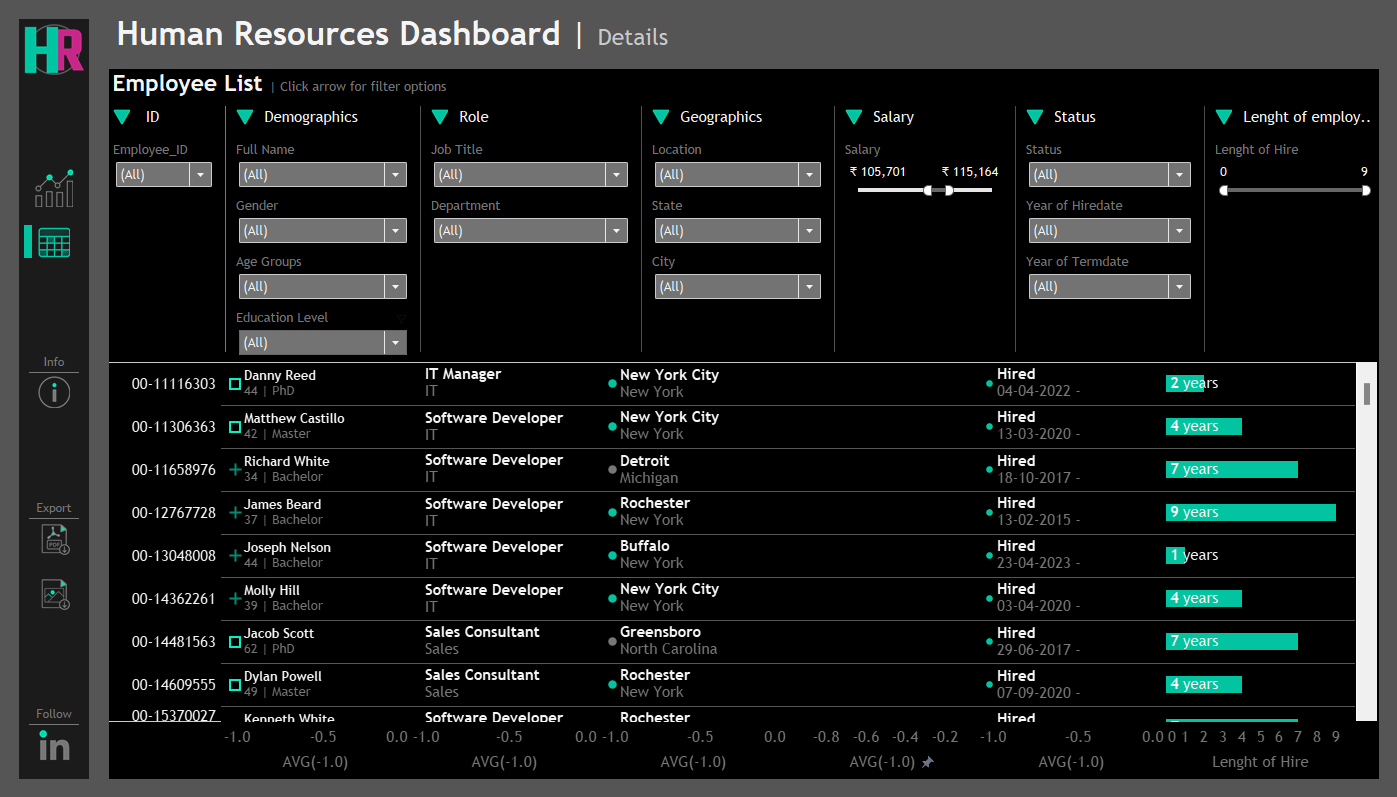 HR
Human Resources Dashboard | Details
Employee List | Click arrow for filter options
ID Demographics Role Geographics Salary Status Lenght of employ..
Employee_ID Full Name Job Title Location Salary Status Lenght of Hire
(All) (All) (All) (All) ₹ 105,701 ₹ 115,164 (All) 0 9
Gender Department State Year of Hiredate
(All) (All) (All) (All)
Age Groups City Year of Termdate
(All) (All) (All)
Education Level
(All)
Info
Export
PDF
Follow
in
00-11116303 Danny Reed IT Manager New York City Hired 2 years
44 | PhD IT New York 04-04-2022 -
00-11306363 Matthew Castillo Software Developer New York City Hired 4 years
42 | Master IT New York 13-03-2020 -
00-11658976 Richard White Software Developer Detroit Hired 7 years
34 | Bachelor IT Michigan 18-10-2017 -
00-12767728 James Beard Software Developer Rochester Hired 9 years
37 | Bachelor IT New York 13-02-2015 -
00-13048008 Joseph Nelson Software Developer Buffalo Hired 1 years
44 | Bachelor IT New York 23-04-2023 -
00-14362261 Molly Hill Software Developer New York City Hired 4 years
39 | Bachelor IT New York 03-04-2020 -
00-14481563 Jacob Scott Sales Consultant Greensboro Hired 7 years
62 | PhD Sales North Carolina 29-06-2017 -
00-14609555 Dylan Powell Sales Consultant Rochester Hired 4 years
49 | Master Sales New York 07-09-2020 -
00-15370027 Kenneth White Software Developer Rochester Hired
-1.0 -0.5 0.0 -1.0 -0.5 0.0 -1.0 -0.5 0.0 -0.8 -0.6 -0.4 -0.2 -1.0 -0.5 0.0 0 1 2 3 4 5 6 7 8 9
AVG(-1.0) AVG(-1.0) AVG(-1.0) AVG(-1.0) AVG(-1.0) Lenght of Hire